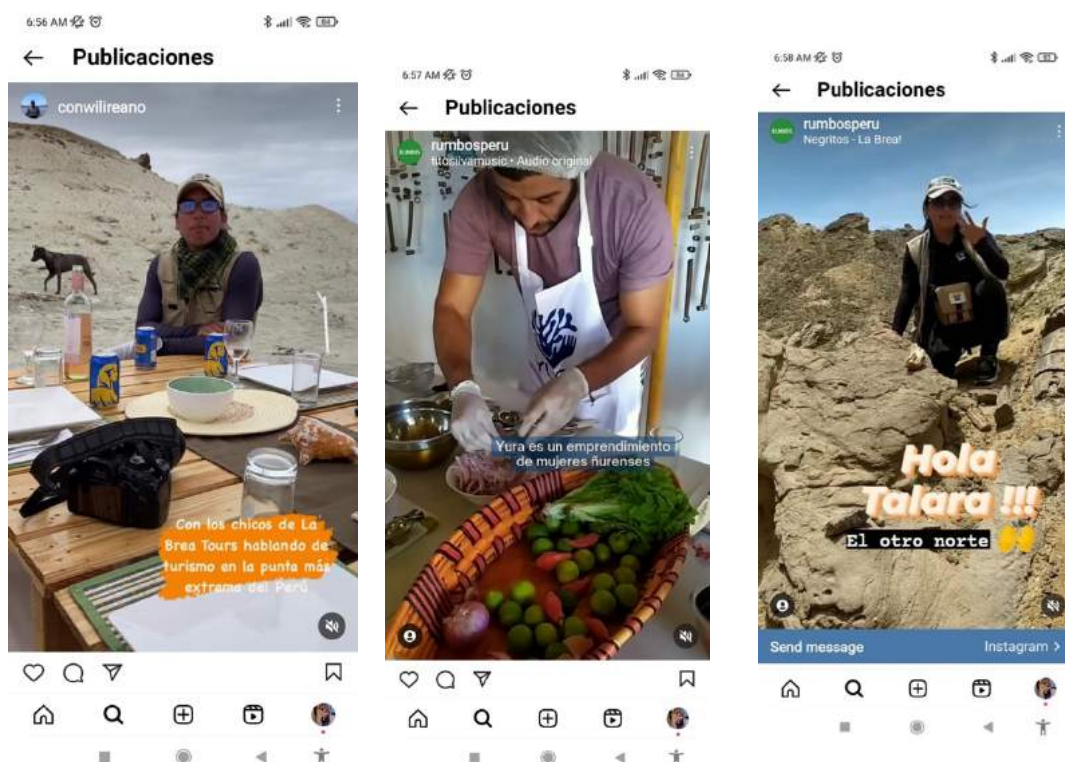 6:56 AM
84
Publicaciones
conwilireano
Con los chicos de La
Brea Tours hablando de
turismo en la punta más
extrema del Perú
6:57 AM
Publicaciones
rumbosperu
titosilvamusic • Audio original
Yura es un emprendimiento
de mujeres ñurenses
6:58 AM
Publicaciones
rumbosperu
Negritos - La Brea!
Hola
Talara !!!
El otro norte
Send message
Instagram >